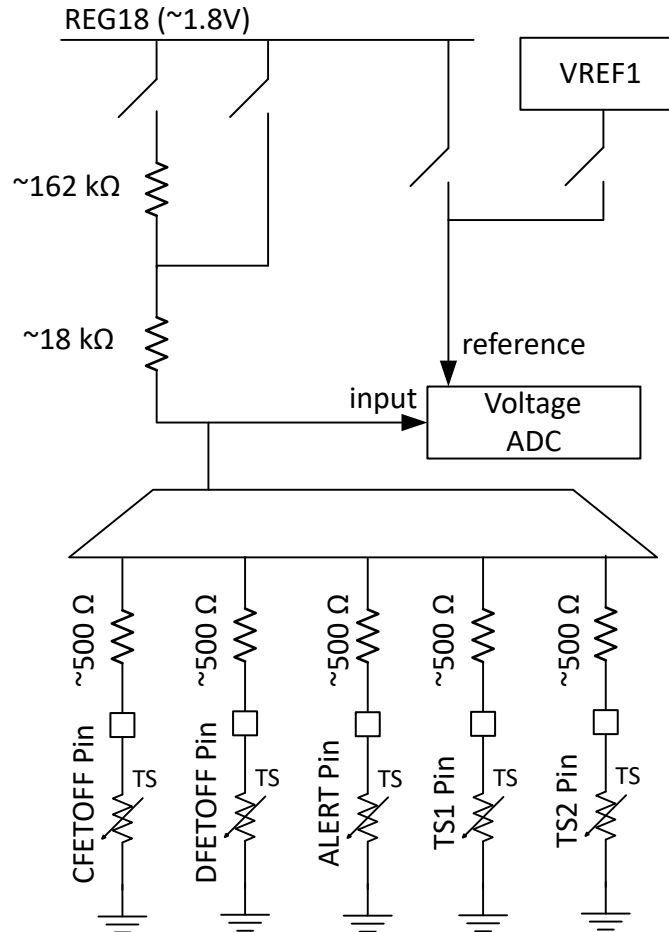 REG18 (~1.8V)
VREF1
~162 kΩ
~18 kΩ
reference
input
Voltage
ADC
~500 Ω
~500 Ω
~500 Ω
~500 Ω
~500 Ω
CFETOFF Pin
TS
DFETOFF Pin
TS
ALERT Pin
TS
TS1 Pin
TS
TS2 Pin
TS